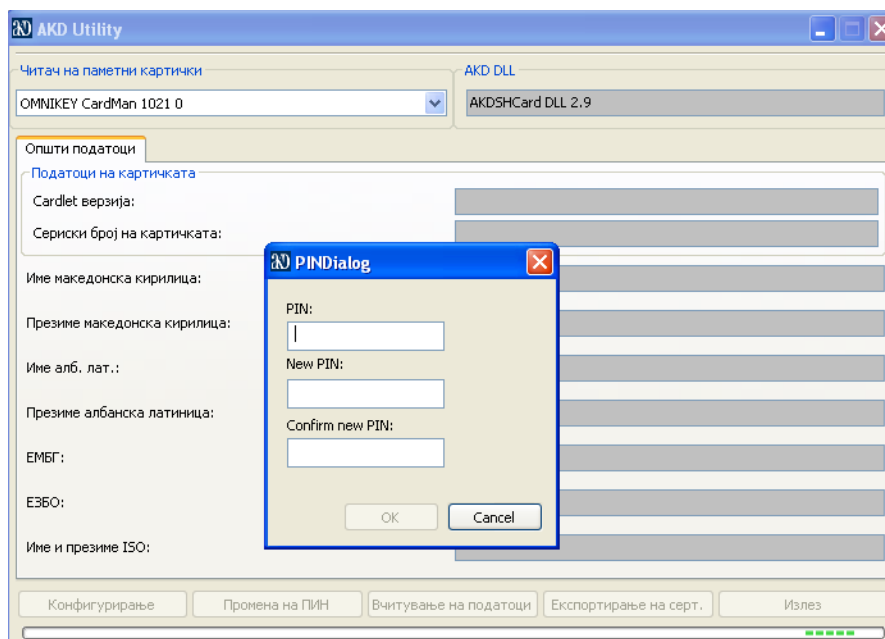 AKD Utility
Читач на паметни картички
AKD DLL
OMNIKEY CardMan 1021 0
AKDSHCard DLL 2.9
Општи податоци
Податоци на картичката
Cardlet верзија:
Сериски број на картичката:
PINDialog
Име македонска кирилица:
PIN:
Презиме македонска кирилица:
New PIN:
Име алб. лат.:
Презиме албанска латиница:
Confirm new PIN:
ЕМБГ:
ЕЗБО:
OK
Cancel
Име и презиме ISO:
Конфигурирање
Промена на ПИН
Вчитување на податоци
Експортирање на серт.
Излез